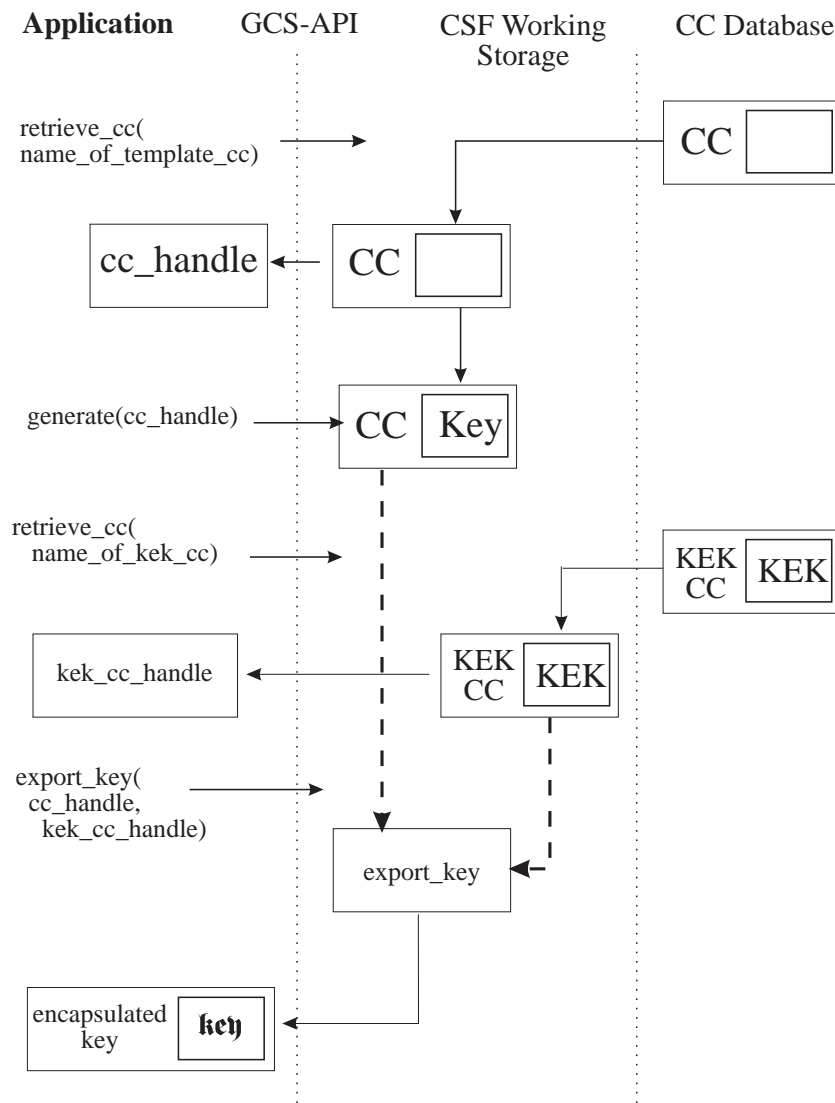 Application
GCS-API
CSF Working
Storage
CC Database
retrieve_cc(
name_of_template_cc)
CC
cc_handle
CC
generate(cc_handle)
CC
Key
retrieve_cc(
name_of_kek_cc)
KEK
CC
KEK
kek_cc_handle
KEK
CC
KEK
export_key(
cc_handle,
kek_cc_handle)
export_key
encapsulated
key
key